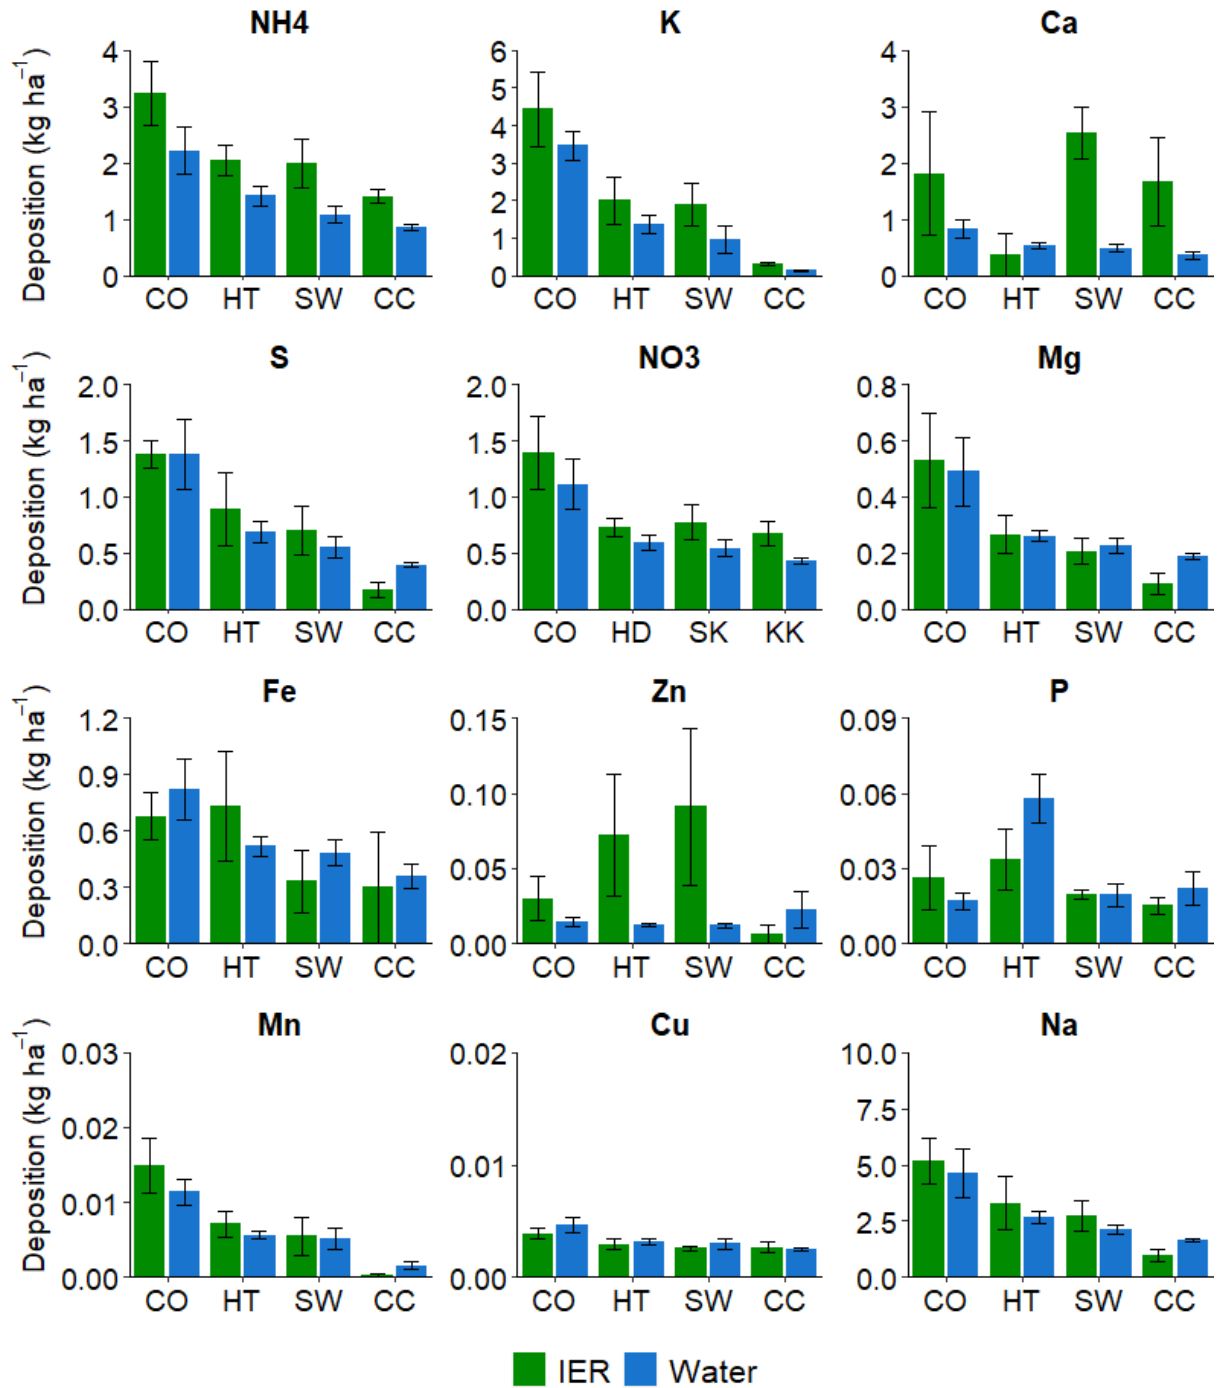 NH4 K Ca
Deposition (kg ha⁻¹)
4
3
2
1
0
CO HT SW CC
6
5
4
3
2
1
0
CO HT SW CC
4
3
2
1
0
CO HT SW CC
S NO3 Mg
Deposition (kg ha⁻¹)
2.0
1.5
1.0
0.5
0.0
CO HT SW CC
2.0
1.5
1.0
0.5
0.0
CO HD SK KK
0.8
0.6
0.4
0.2
0.0
CO HT SW CC
Fe Zn P
Deposition (kg ha⁻¹)
1.2
0.9
0.6
0.3
0.0
CO HT SW CC
0.15
0.10
0.05
0.00
CO HT SW CC
0.09
0.06
0.03
0.00
CO HT SW CC
Mn Cu Na
Deposition (kg ha⁻¹)
0.03
0.02
0.01
0.00
CO HT SW CC
0.02
0.01
0.00
CO HT SW CC
10.0
7.5
5.0
2.5
0.0
CO HT SW CC
IER Water